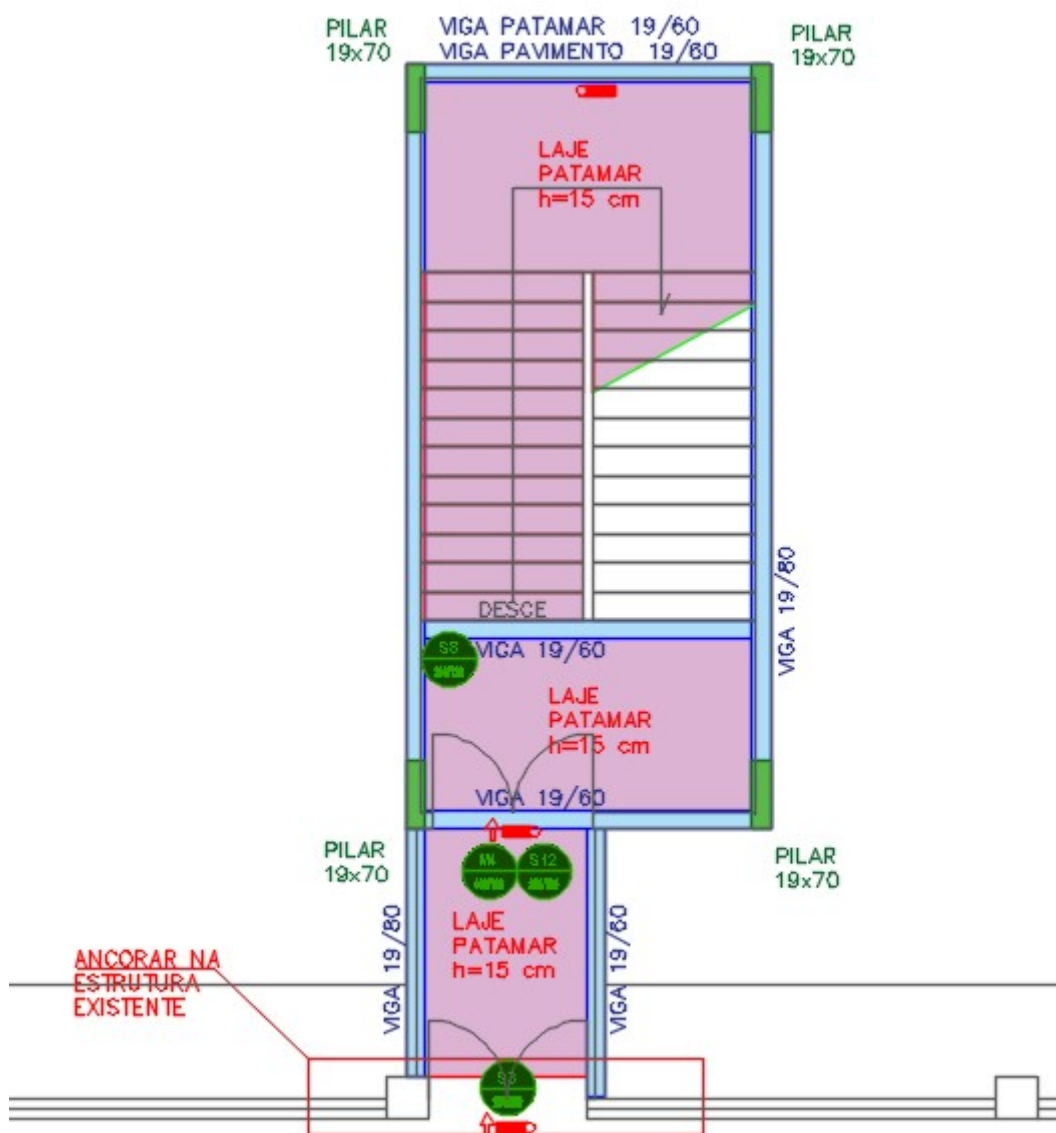 PILAR
19x70
VIGA PATAMAR 19/60
VIGA PAVIMENTO 19/60
PILAR
19x70
LAJE
PATAMAR
h=15 cm
DESCE
VIGA 19/60
S8
VIGA 19/80
LAJE
PATAMAR
h=15 cm
VIGA 19/60
PILAR
19x70
PILAR
19x70
S12
LAJE
PATAMAR
h=15 cm
VIGA 19/80
VIGA 19/60
ANCORAR NA
ESTRUTURA
EXISTENTE